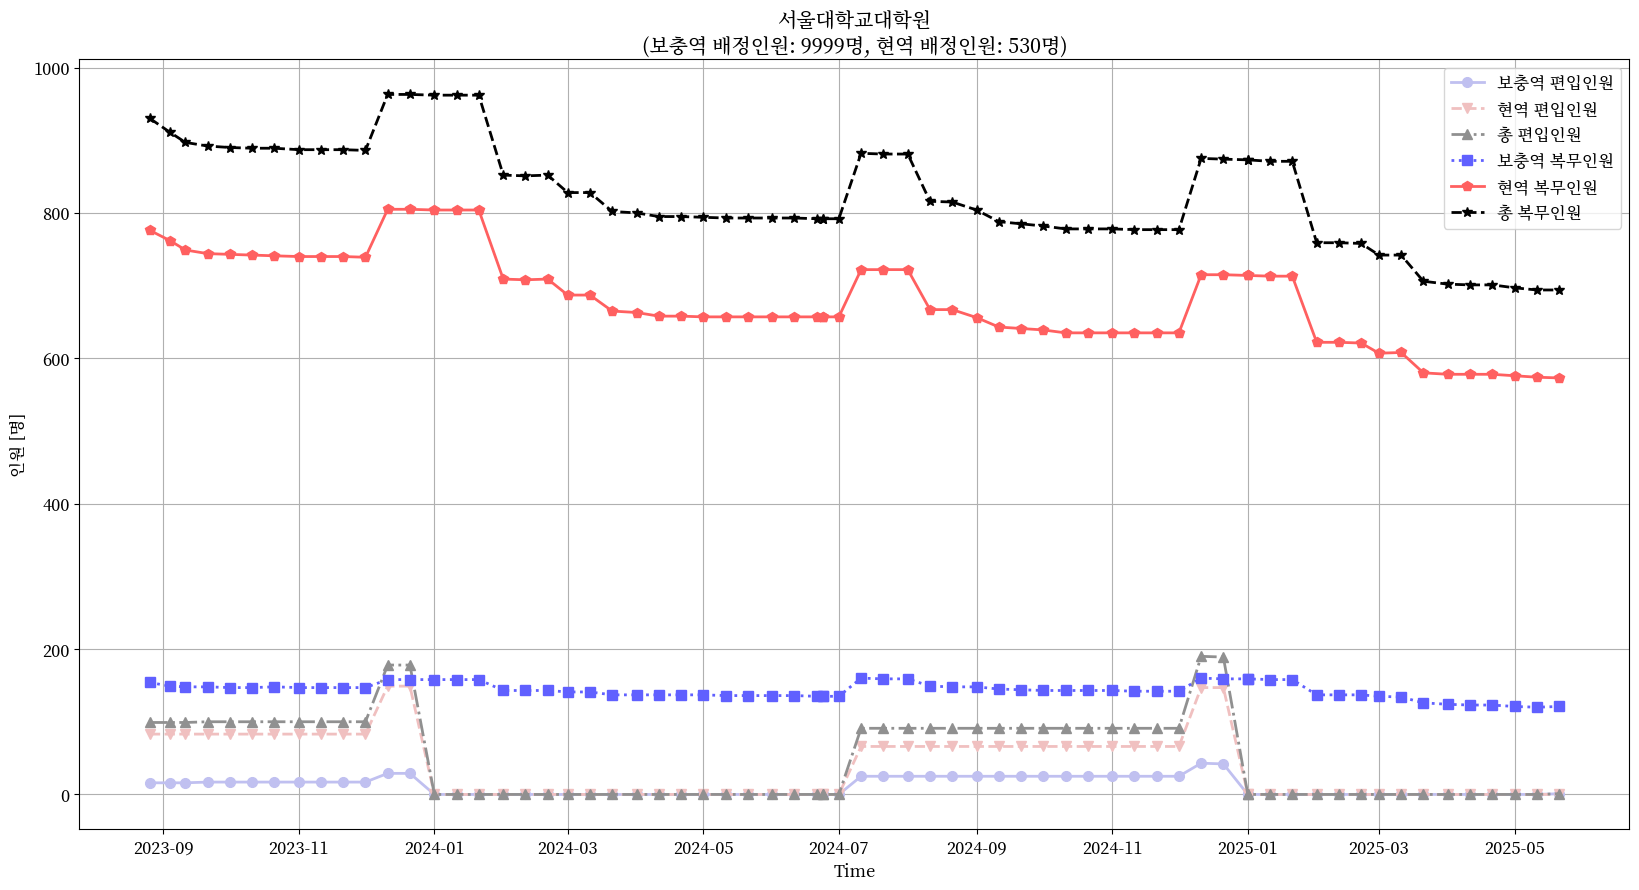 서울대학교대학원
(보충역 배정인원: 9999명, 현역 배정인원: 530명)
1000
800
600
400
200
0
인원 [명]
보충역 편입인원
현역 편입인원
총 편입인원
보충역 복무인원
현역 복무인원
총 복무인원
2023-09
2023-11
2024-01
2024-03
2024-05
2024-07
2024-09
2024-11
2025-01
2025-03
2025-05
Time